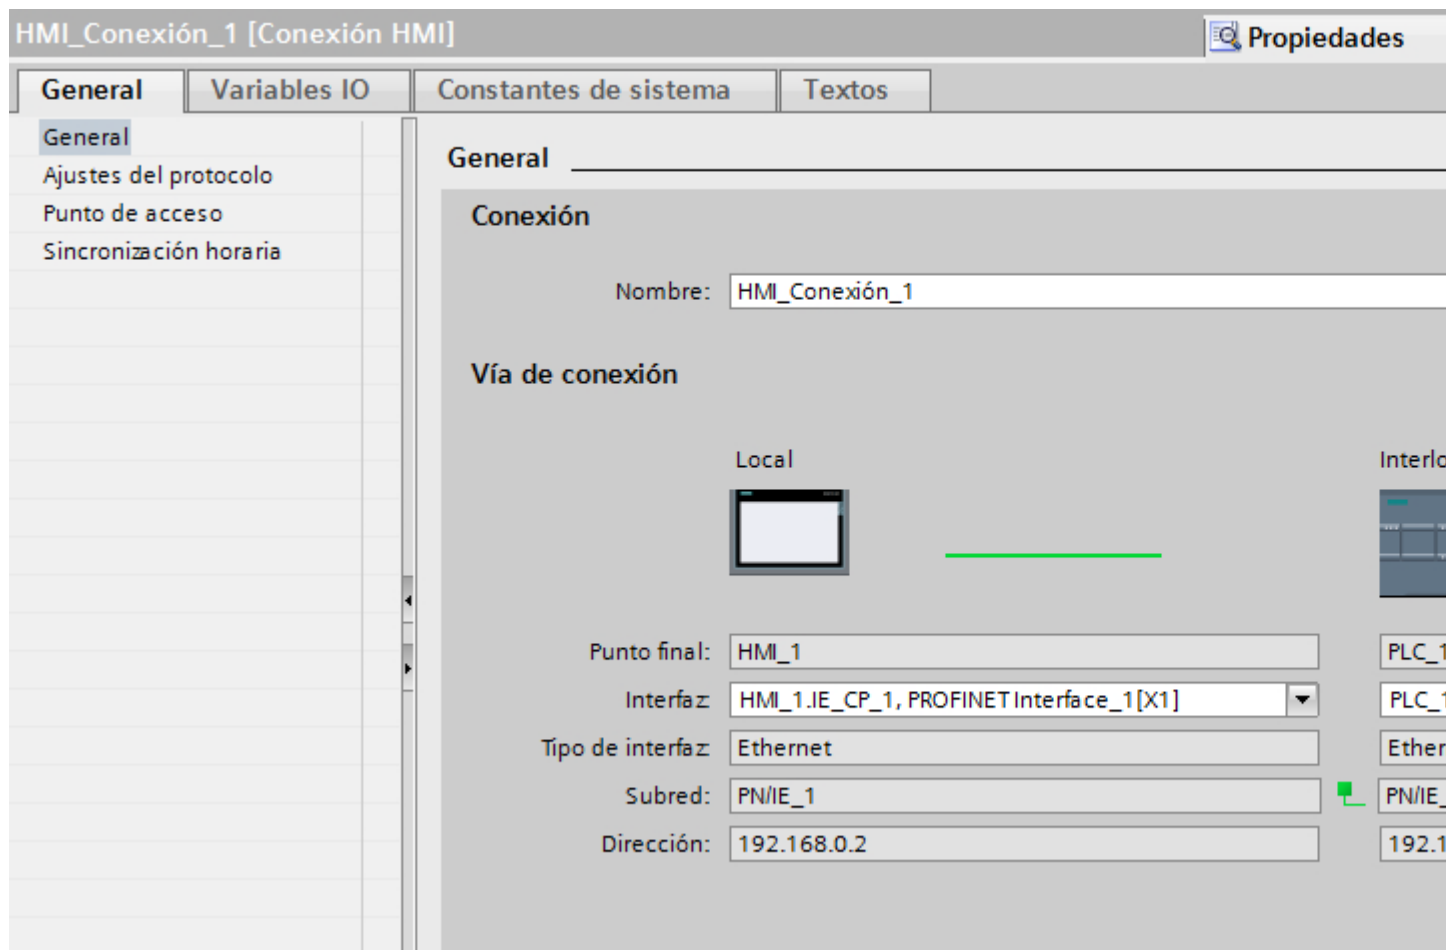 HMI_Conexión_1 [Conexión HMI]
Propiedades
General
Variables IO
Constantes de sistema
Textos
General
Ajustes del protocolo
Punto de acceso
Sincronización horaria
General
Conexión
Nombre: HMI_Conexión_1
Vía de conexión
Local
Punto final: HMI_1
Interfaz: HMI_1.IE_CP_1, PROFINET Interface_1[X1]
Tipo de interfaz: Ethernet
Subred: PN/IE_1
Dirección: 192.168.0.2